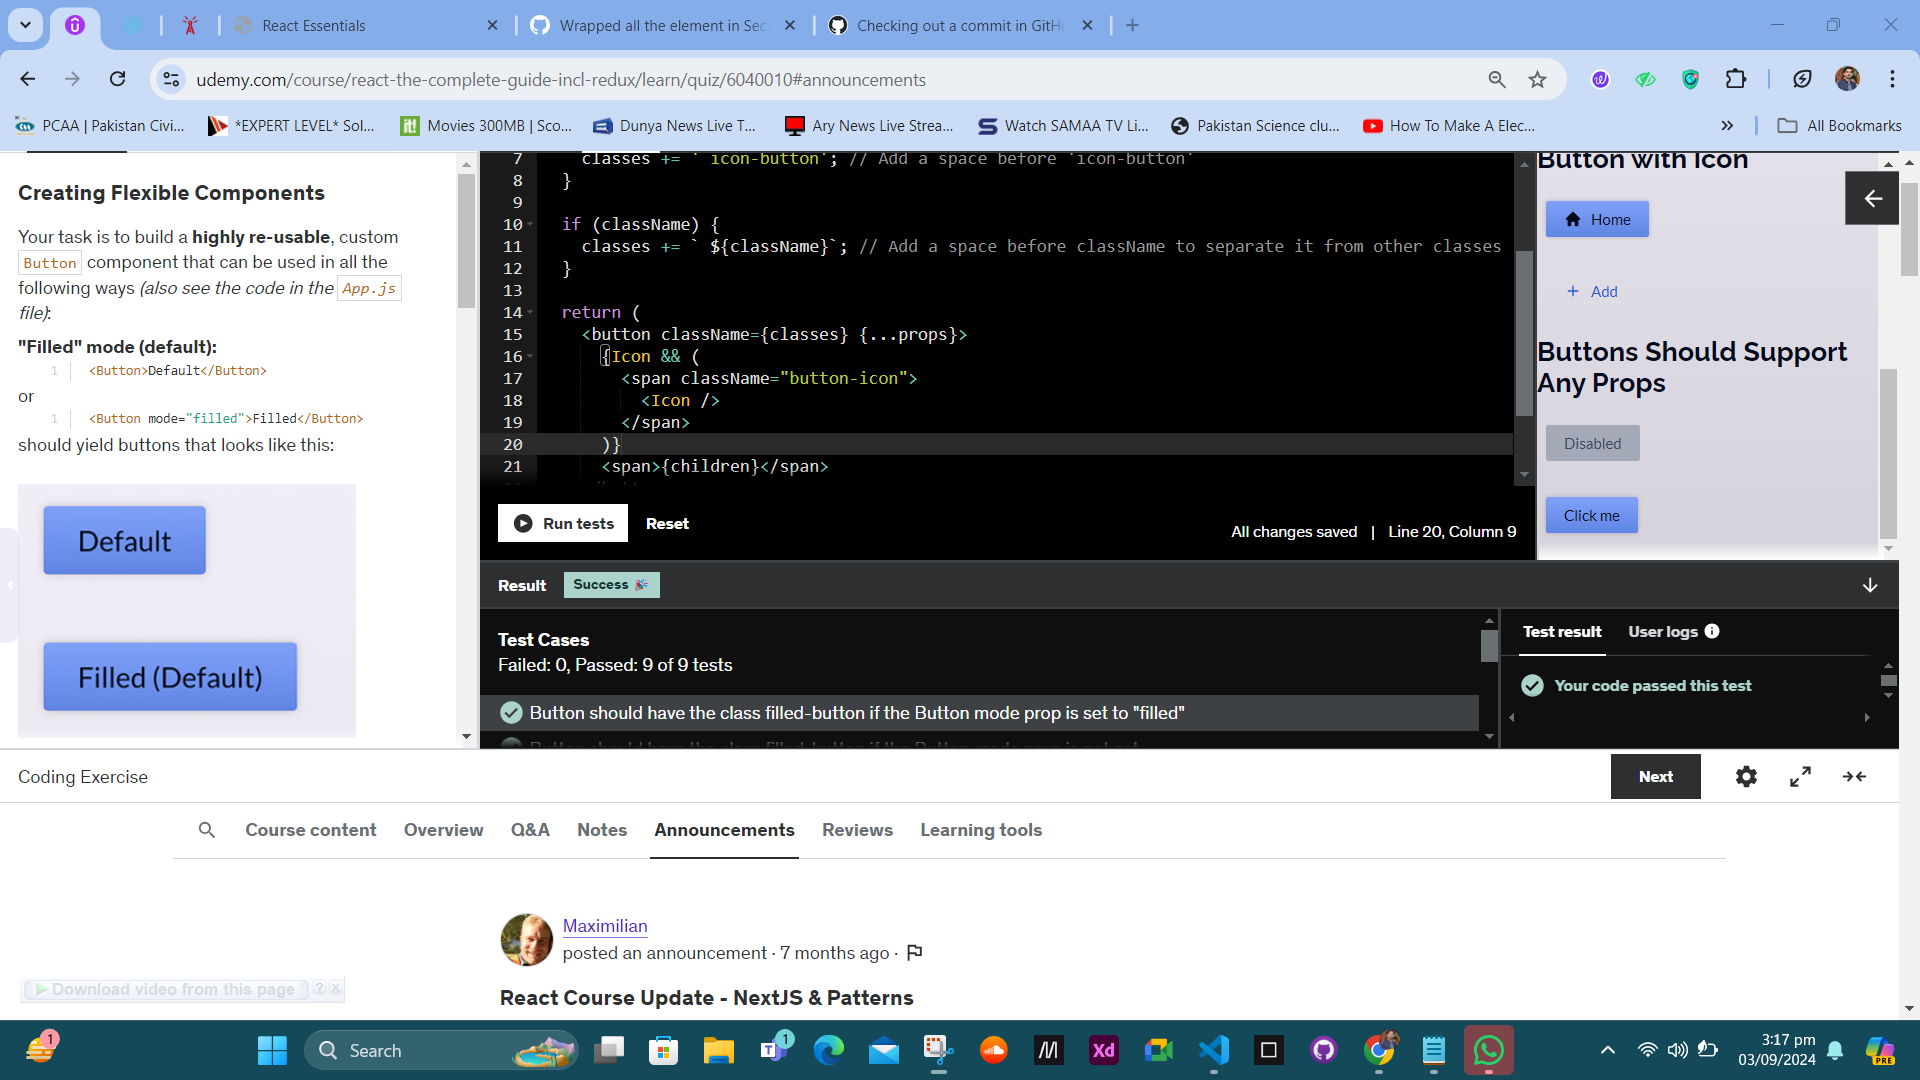 React Essentials
Wrapped all the element in Sec
Checking out a commit in GitHu
udemy.com/course/react-the-complete-guide-incl-redux/learn/quiz/6040010#announcements
PCAA | Pakistan Civi...
*EXPERT LEVEL* Sol...
Movies 300MB | Sco...
Dunya News Live T...
Ary News Live Strea...
Watch SAMAA TV Li...
Pakistan Science clu...
How To Make A Elec...
All Bookmarks
Creating Flexible Components
Your task is to build a highly re-usable, custom
Button component that can be used in all the
following ways (also see the code in the App.js
file):
"Filled" mode (default):
1 <Button>Default</Button>
or
1 <Button mode="filled">Filled</Button>
should yield buttons that looks like this:
Default
Filled (Default)
7 classes += ` icon-button`; // Add a space before `icon-button`
8 }
9
10 if (className) {
11 classes += ` ${className}`; // Add a space before className to separate it from other classes
12 }
13
14 return (
15 <button className={classes} {...props}>
16 {Icon && (
17 <span className="button-icon">
18 <Icon />
19 </span>
20 )}
21 <span>{children}</span>
Run tests
Reset
All changes saved | Line 20, Column 9
Button with Icon
Home
+ Add
Buttons Should Support
Any Props
Disabled
Click me
Result
Success
Test Cases
Failed: 0, Passed: 9 of 9 tests
Button should have the class filled-button if the Button mode prop is set to "filled"
Test result
User logs
Your code passed this test
Coding Exercise
Next
Course content
Overview
Q&A
Notes
Announcements
Reviews
Learning tools
Maximilian
posted an announcement · 7 months ago ·
React Course Update - NextJS & Patterns
Download video from this page ? X
1
Search
1
Xd
3:17 pm
03/09/2024
PRE